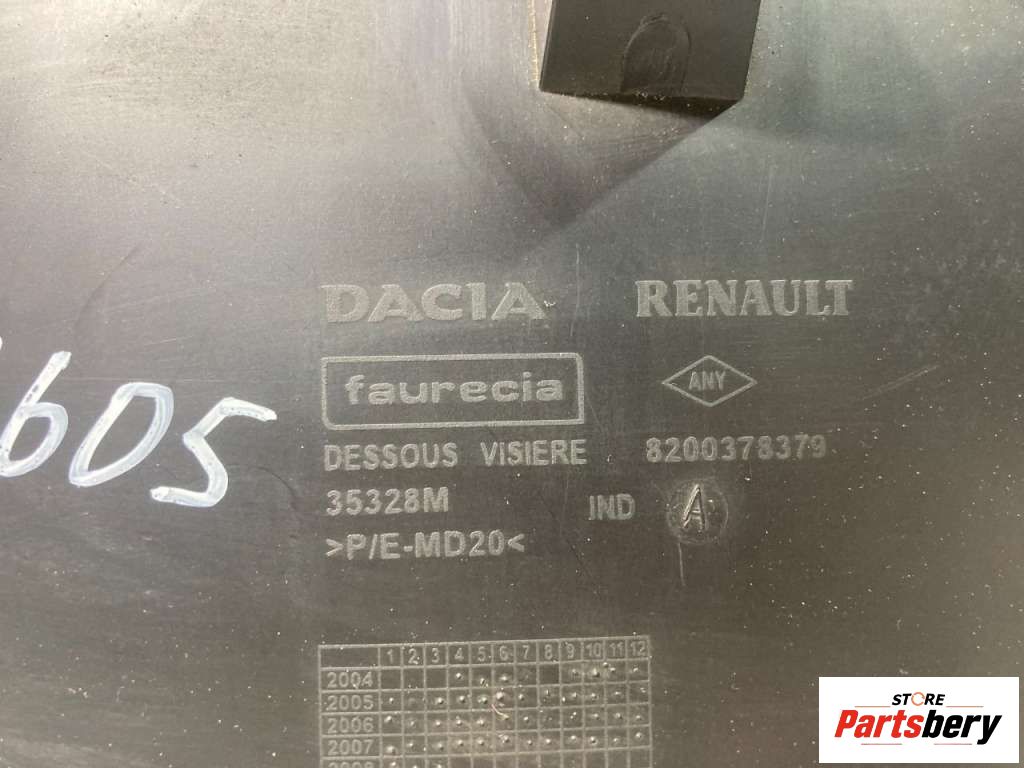 DACIA RENAULT
faurecia ANY
605
DESSOUS VISIERE 8200378379
35328M IND A
>P/E-MD20<
1 2 3 4 5 6 7 8 9 10 11 12
2004
2005
2006
2007
STORE
Partsbery